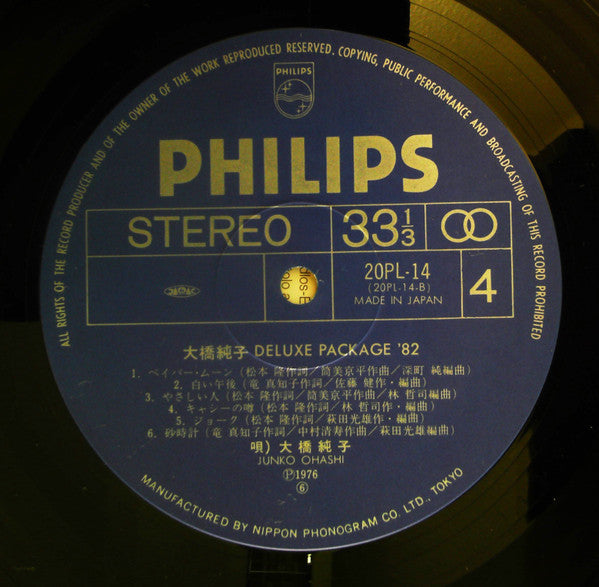 ALL RIGHTS OF THE RECORD PRODUCER AND OF THE OWNER OF THE WORK REPRODUCED RESERVED. COPYING, PUBLIC PERFORMANCE AND BROADCASTING OF THIS RECORD PROHIBITED
PHILIPS
PHILIPS
STEREO
33 1/3
20PL-14
(20PL-14-B)
MADE IN JAPAN
4
大橋純子 DELUXE PACKAGE '82
1. ペイパー・ムーン (松本 隆作詞/筒美京平作曲/深町 純編曲)
2. 白い午後 (竜 真知子作詞/佐藤 健作・編曲)
3. やさしい人 (松本 隆作詞/筒美京平作曲/林 哲司編曲)
4. キャシーの噂 (松本 隆作詞/林 哲司作・編曲)
5. ジョーク (松本 隆作詞/萩田光雄作・編曲)
6. 砂時計 (竜 真知子作詞/中村清寿作曲/萩田光雄編曲)
唄) 大橋純子
JUNKO OHASHI
Ⓟ1976
⑥
MANUFACTURED BY NIPPON PHONOGRAM CO. LTD., TOKYO